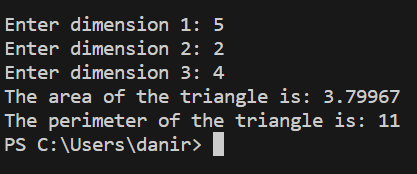 Enter dimension 1: 5
Enter dimension 2: 2
Enter dimension 3: 4
The area of the triangle is: 3.79967
The perimeter of the triangle is: 11
PS C:\Users\danir>